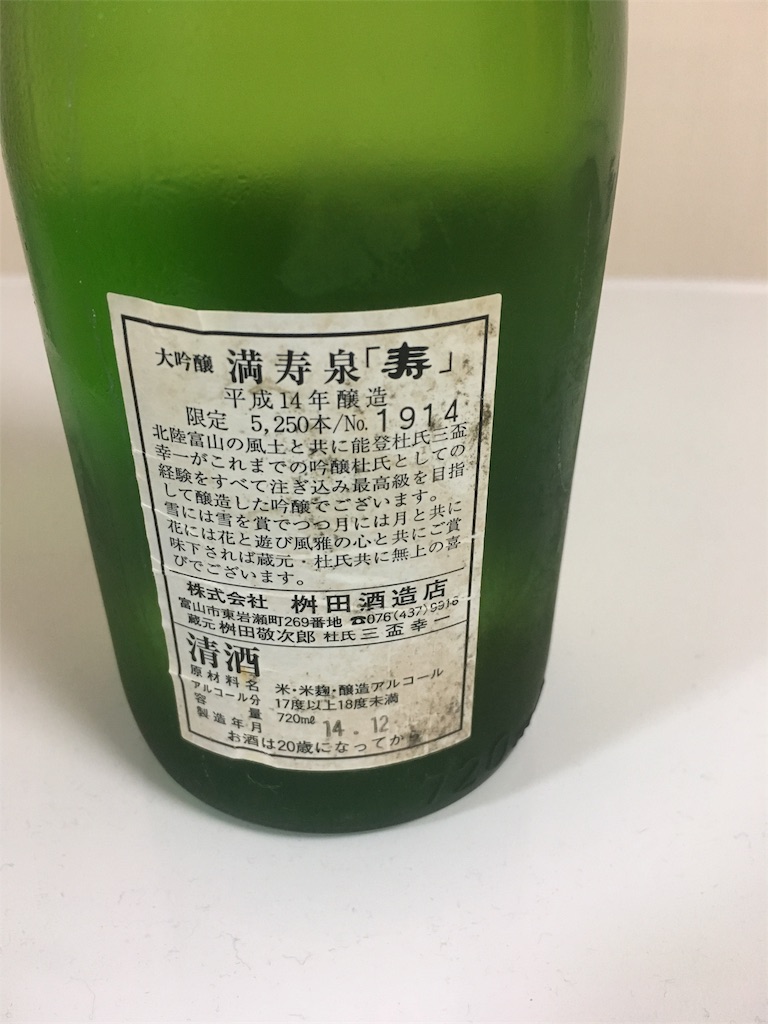 大吟醸 満寿泉「寿」
平成14年醸造
限定 5,250本/No.1914
北陸富山の風土と共に能登杜氏三盃
幸一がこれまでの吟醸杜氏としての
経験をすべて注ぎ込み最高級を目指
して醸造した吟醸でございます。
雪には雪を賞でつつ月には月と共に
花には花と遊び風雅の心と共にご賞
味下されば蔵元・杜氏共に無上の喜
びでございます。
株式会社 桝田酒造店
富山市東岩瀬町269番地 ☎076(437)9916
蔵元 桝田敬次郎 杜氏 三盃幸一
清酒
原材料名 米・米麹・醸造アルコール
アルコール分 17度以上18度未満
容量 720ml
製造年月 14.12
お酒は20歳になってか
720